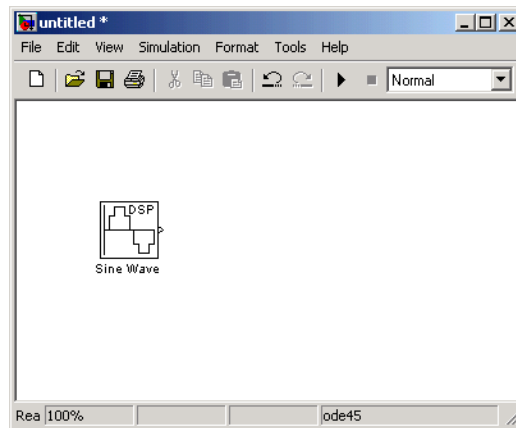 untitled *
File Edit View Simulation Format Tools Help
Normal
DSP
Sine Wave
Rea 100% ode45